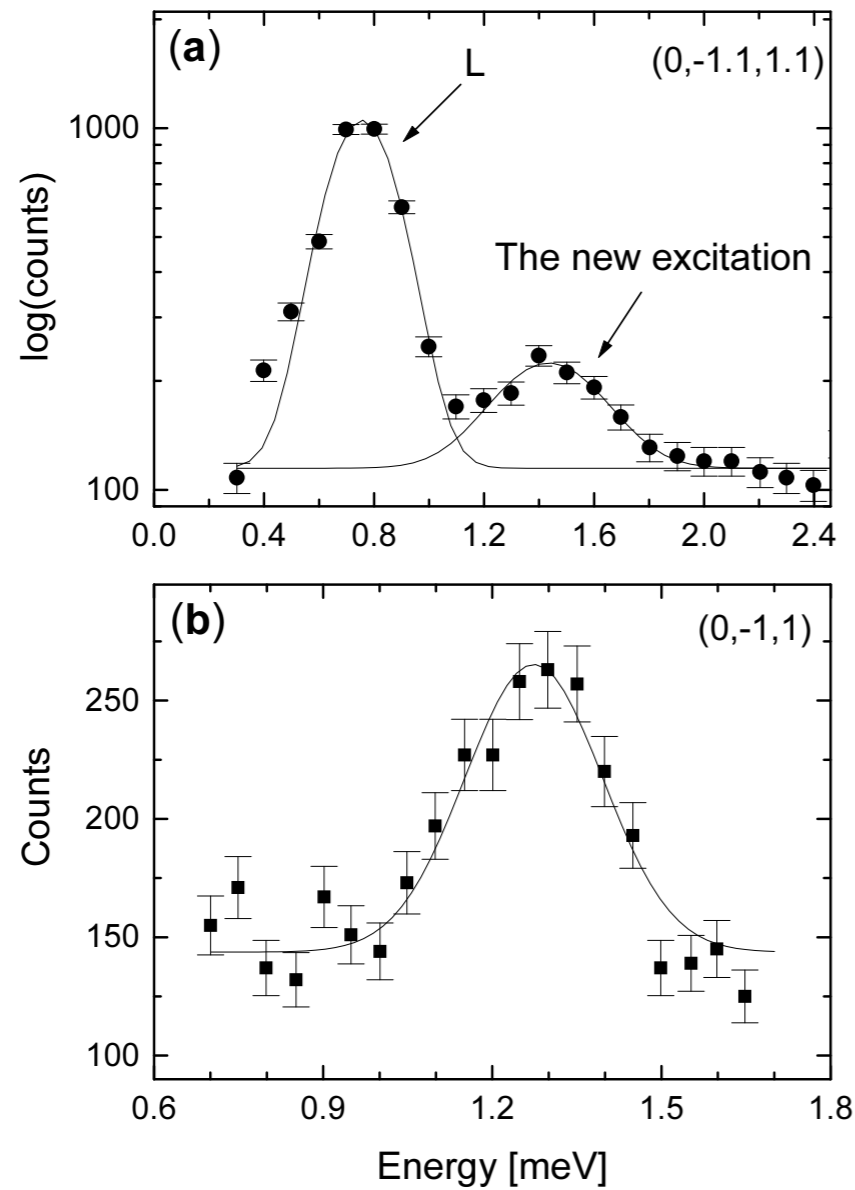 (a)
L
(0,-1.1,1.1)
1000
The new excitation
log(counts)
100
0.0 0.4 0.8 1.2 1.6 2.0 2.4
(b)
(0,-1,1)
250
200
Counts
150
100
0.6 0.9 1.2 1.5 1.8
Energy [meV]